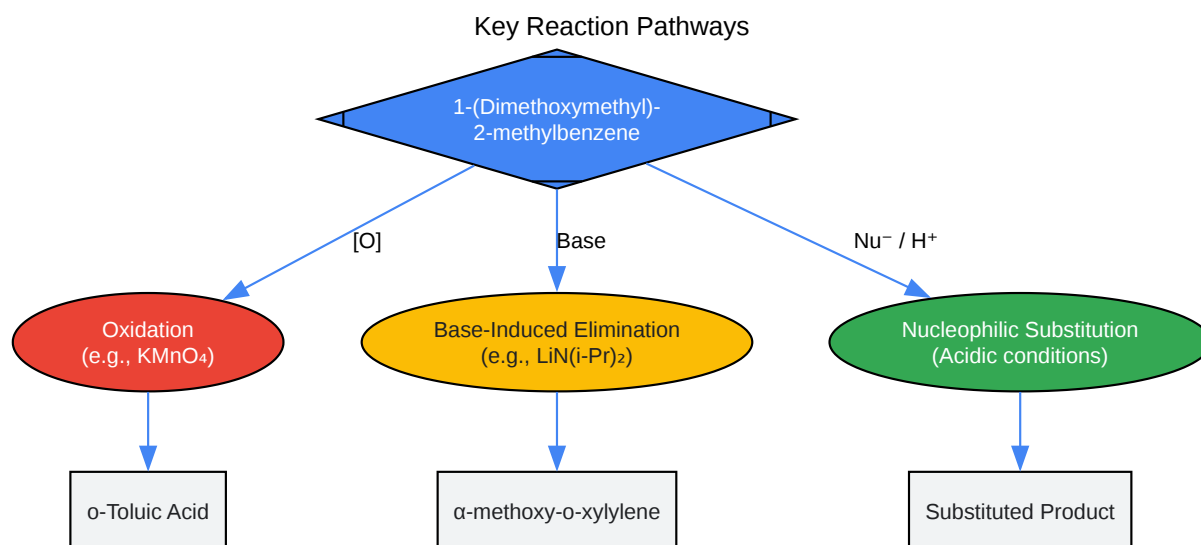 Key Reaction Pathways
1-(Dimethoxymethyl)-
2-methylbenzene
[O]
Base
Nu⁻ / H⁺
Oxidation
(e.g., KMnO₄)
Base-Induced Elimination
(e.g., LiN(i-Pr)₂)
Nucleophilic Substitution
(Acidic conditions)
o-Toluic Acid
α-methoxy-o-xylylene
Substituted Product